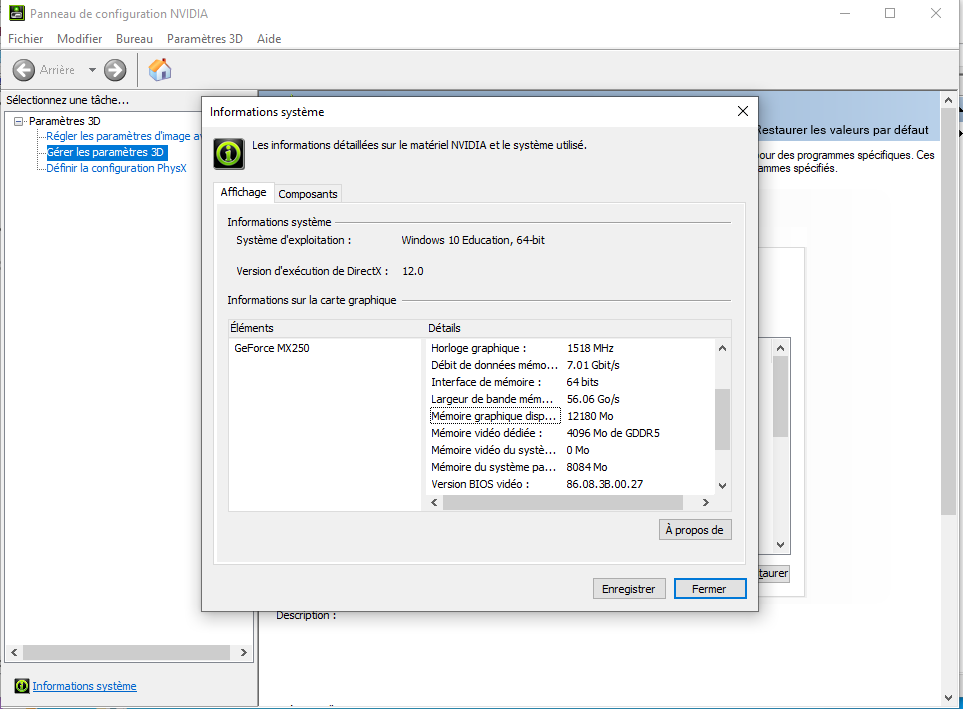 Panneau de configuration NVIDIA
Fichier Modifier Bureau Paramètres 3D Aide
Arrière
Sélectionnez une tâche...
Paramètres 3D
Régler les paramètres d'image
Gérer les paramètres 3D
Définir la configuration PhysX
Restaurer les valeurs par défaut
pour des programmes spécifiques. Ces
spécifiés.
Informations système
Les informations détaillées sur le matériel NVIDIA et le système utilisé.
Affichage Composants
Informations système
Système d'exploitation : Windows 10 Education, 64-bit
Version d'exécution de DirectX : 12.0
Informations sur la carte graphique
Éléments Détails
GeForce MX250
Horloge graphique : 1518 MHz
Débit de données mémo... 7.01 Gbit/s
Interface de mémoire : 64 bits
Largeur de bande mém... 56.06 Go/s
Mémoire graphique disp... 12180 Mo
Mémoire vidéo dédiée : 4096 Mo de GDDR5
Mémoire vidéo du systè... 0 Mo
Mémoire du système pa... 8084 Mo
Version BIOS vidéo : 86.08.3B.00.27
À propos de
Enregistrer Fermer
taurer
Description :
Informations système